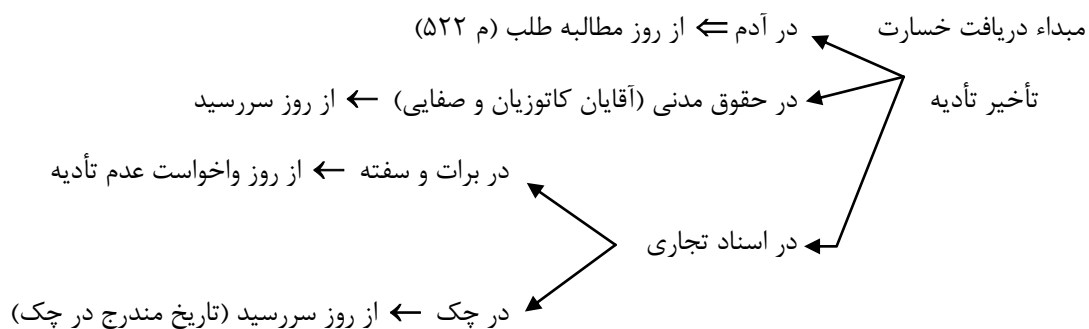 مبداء دریافت خسارت در آدم ⇐ از روز مطالبه طلب (م ۵۲۲)
تأخیر تأدیه در حقوق مدنی (آقایان کاتوزیان و صفایی) ← از روز سررسید
در برات و سفته ← از روز واخواست عدم تأدیه
در اسناد تجاری
در چک ← از روز سررسید (تاریخ مندرج در چک)